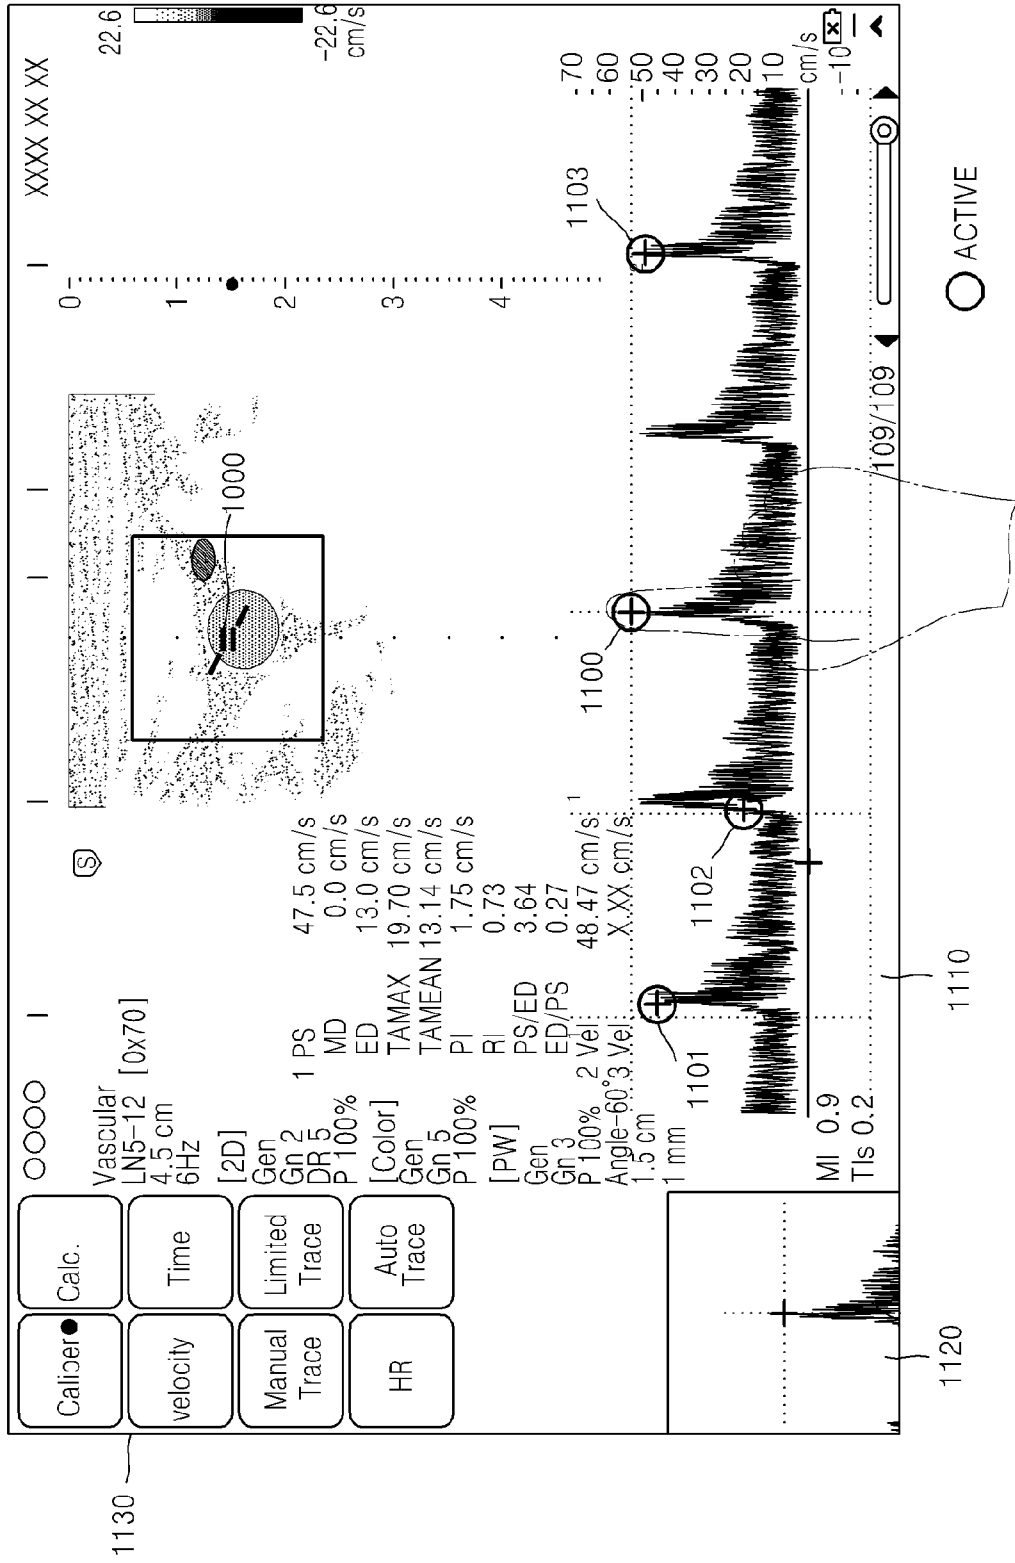 1130
Caliper
Calc.
velocity
Time
Manual
Trace
Limited
Trace
HR
Auto
Trace
1120
OOOO
Vascular
LN5-12 [0x70]
4.5 cm
6Hz
[2D]
Gen
Gn 2
DR 5
P 100%
[Color]
Gen
Gn 5
P 100%
[PW]
Gen
Gn 3
P 100%
Angle-60°
1.5 cm
1 mm
MI 0.9
TIs 0.2
S
1 PS 47.5 cm/s
MD 0.0 cm/s
ED 13.0 cm/s
TAMAX 19.70 cm/s
TAMEAN 13.14 cm/s
PI 1.75 cm/s
RI 0.73
PS/ED 3.64
ED/PS 0.27
2 Vel 48.47 cm/s
3 Vel X.XX cm/s
1
1000
XXXX XX XX
22.6
-22.6
cm/s
0
1
2
3
4
1101
1102
1100
1103
1110
70
60
50
40
30
20
10
cm/s
-10
109/109
ACTIVE